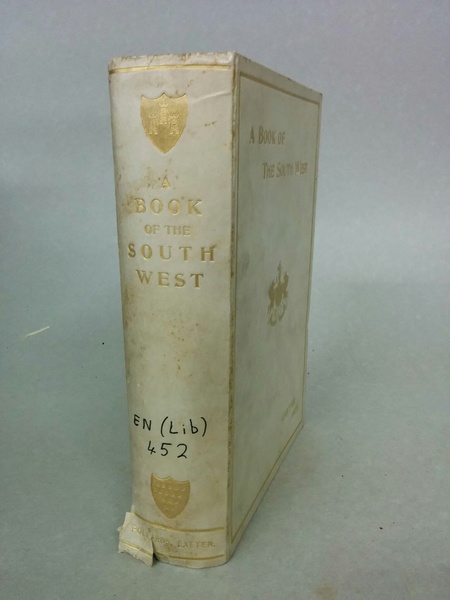 A
BOOK
OF THE
SOUTH
WEST
EN (Lib)
452
EXETER.
A BOOK OF
THE SOUTH WEST